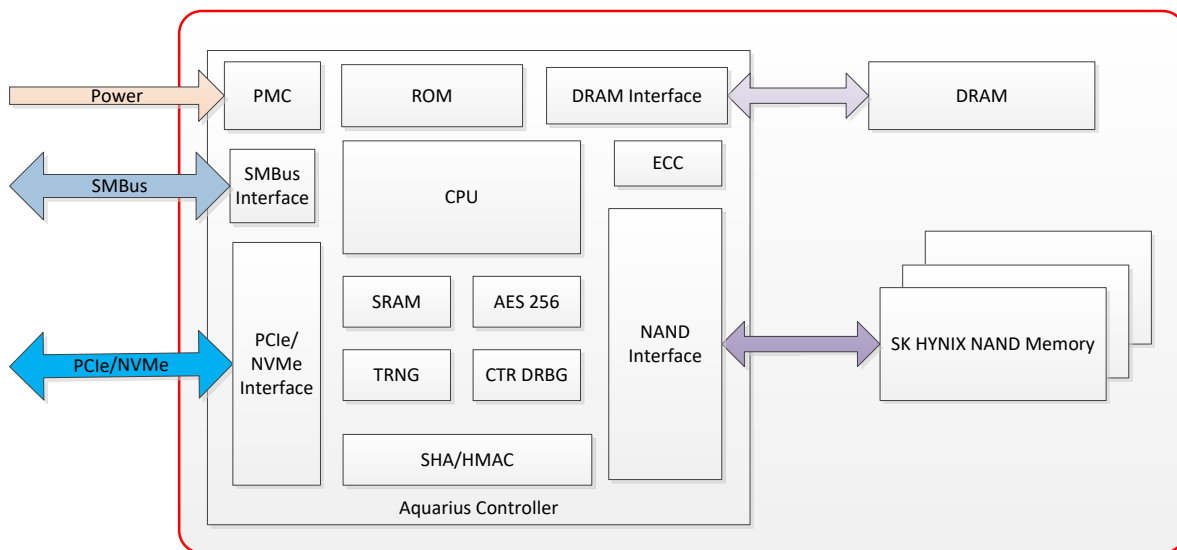 Power
PMC
ROM
DRAM Interface
DRAM
SMBus
SMBus
Interface
CPU
ECC
PCIe/NVMe
PCIe/
NVMe
Interface
SRAM
AES 256
NAND
Interface
SK HYNIX NAND Memory
TRNG
CTR DRBG
SHA/HMAC
Aquarius Controller